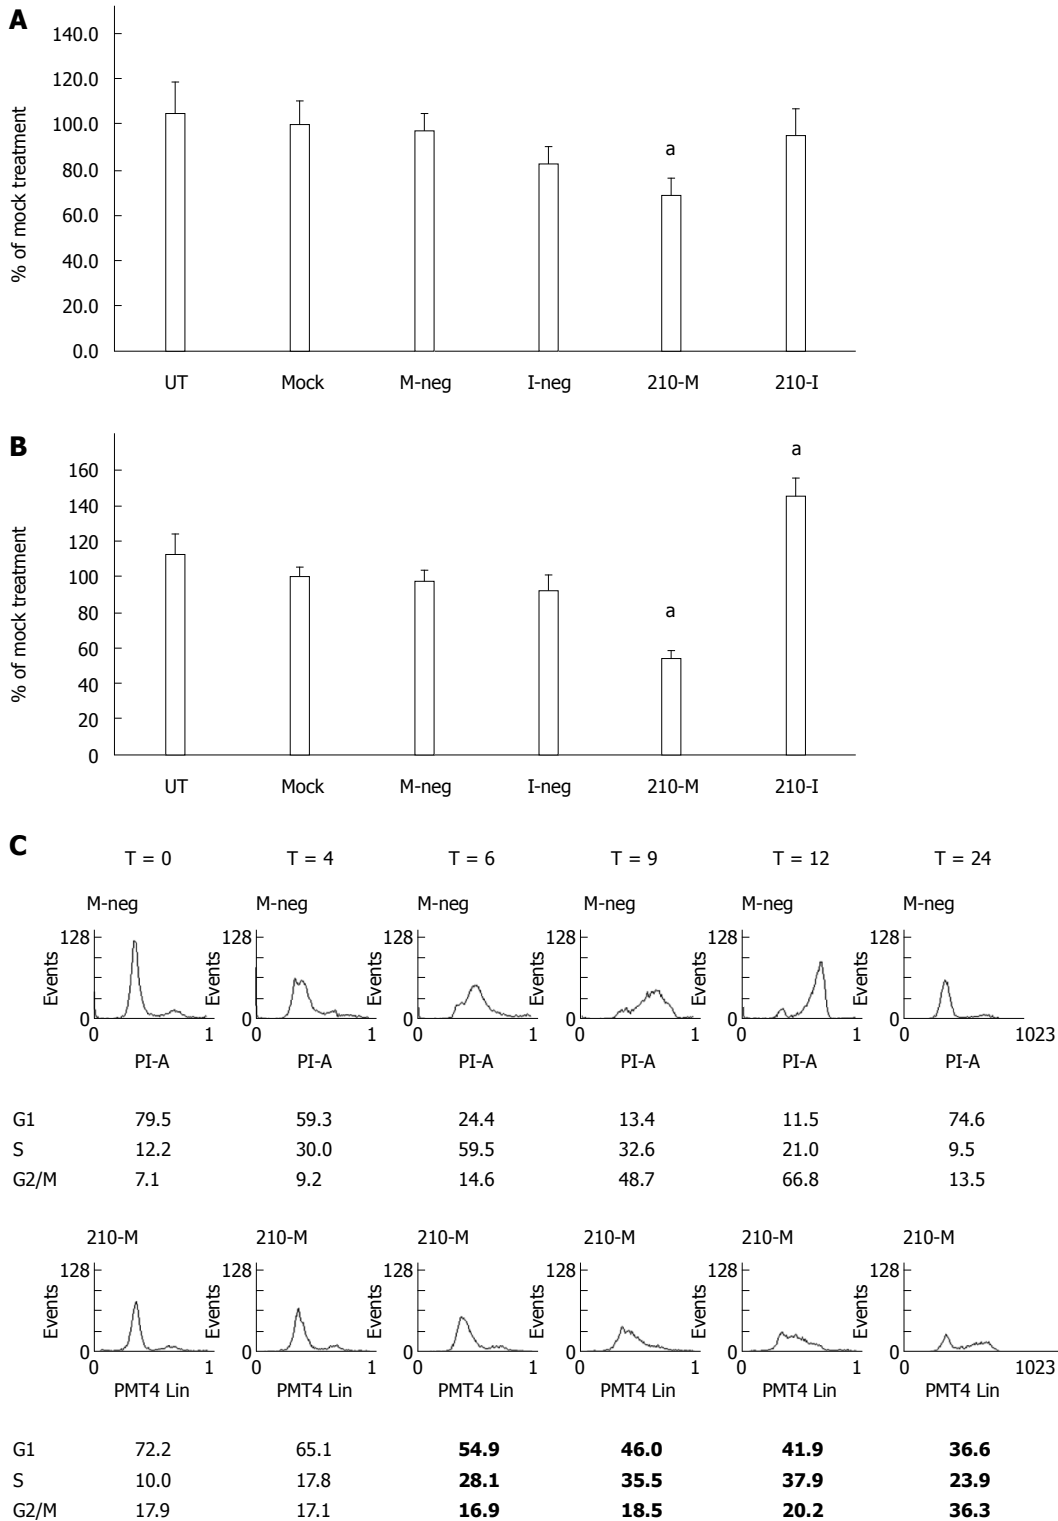 A
% of mock treatment
140.0
120.0
100.0
80.0
60.0
40.0
20.0
0.0
a
UT Mock M-neg I-neg 210-M 210-I
B
% of mock treatment
160
140
120
100
80
60
40
20
0
a
a
UT Mock M-neg I-neg 210-M 210-I
C
T = 0 T = 4 T = 6 T = 9 T = 12 T = 24
M-neg M-neg M-neg M-neg M-neg M-neg
128 128 128 128 128 128
Events Events Events Events Events Events
0 0 0 0 0 0
0 1 0 1 0 1 0 1 0 1 0 1023
PI-A PI-A PI-A PI-A PI-A PI-A
G1 79.5 59.3 24.4 13.4 11.5 74.6
S 12.2 30.0 59.5 32.6 21.0 9.5
G2/M 7.1 9.2 14.6 48.7 66.8 13.5
210-M 210-M 210-M 210-M 210-M 210-M
128 128 128 128 128 128
Events Events Events Events Events Events
0 0 0 0 0 0
0 1 0 1 0 1 0 1 0 1 0 1023
PMT4 Lin PMT4 Lin PMT4 Lin PMT4 Lin PMT4 Lin PMT4 Lin
G1 72.2 65.1 54.9 46.0 41.9 36.6
S 10.0 17.8 28.1 35.5 37.9 23.9
G2/M 17.9 17.1 16.9 18.5 20.2 36.3